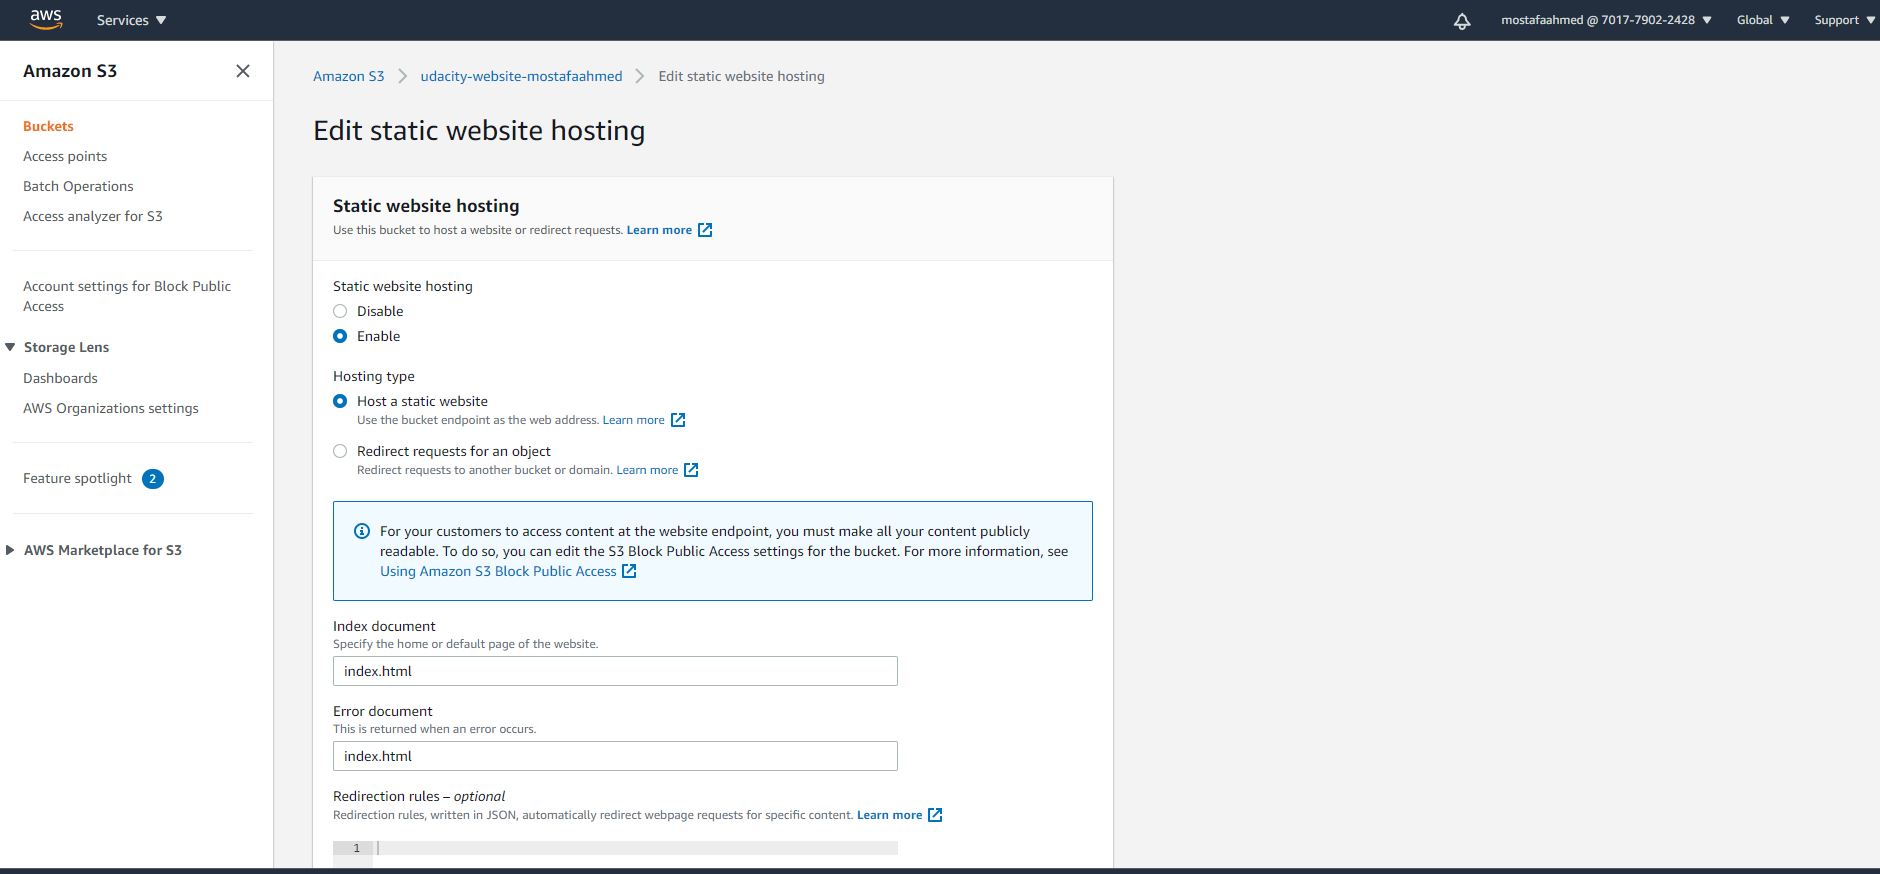 aws
Services
mostafaahmed @ 7017-7902-2428
Global
Support
Amazon S3
Buckets
Access points
Batch Operations
Access analyzer for S3
Account settings for Block Public
Access
Storage Lens
Dashboards
AWS Organizations settings
Feature spotlight 2
AWS Marketplace for S3
Amazon S3 > udacity-website-mostafaahmed > Edit static website hosting
Edit static website hosting
Static website hosting
Use this bucket to host a website or redirect requests. Learn more
Static website hosting
Disable
Enable
Hosting type
Host a static website
Use the bucket endpoint as the web address. Learn more
Redirect requests for an object
Redirect requests to another bucket or domain. Learn more
For your customers to access content at the website endpoint, you must make all your content publicly
readable. To do so, you can edit the S3 Block Public Access settings for the bucket. For more information, see
Using Amazon S3 Block Public Access
Index document
Specify the home or default page of the website.
index.html
Error document
This is returned when an error occurs.
index.html
Redirection rules – optional
Redirection rules, written in JSON, automatically redirect webpage requests for specific content. Learn more
1